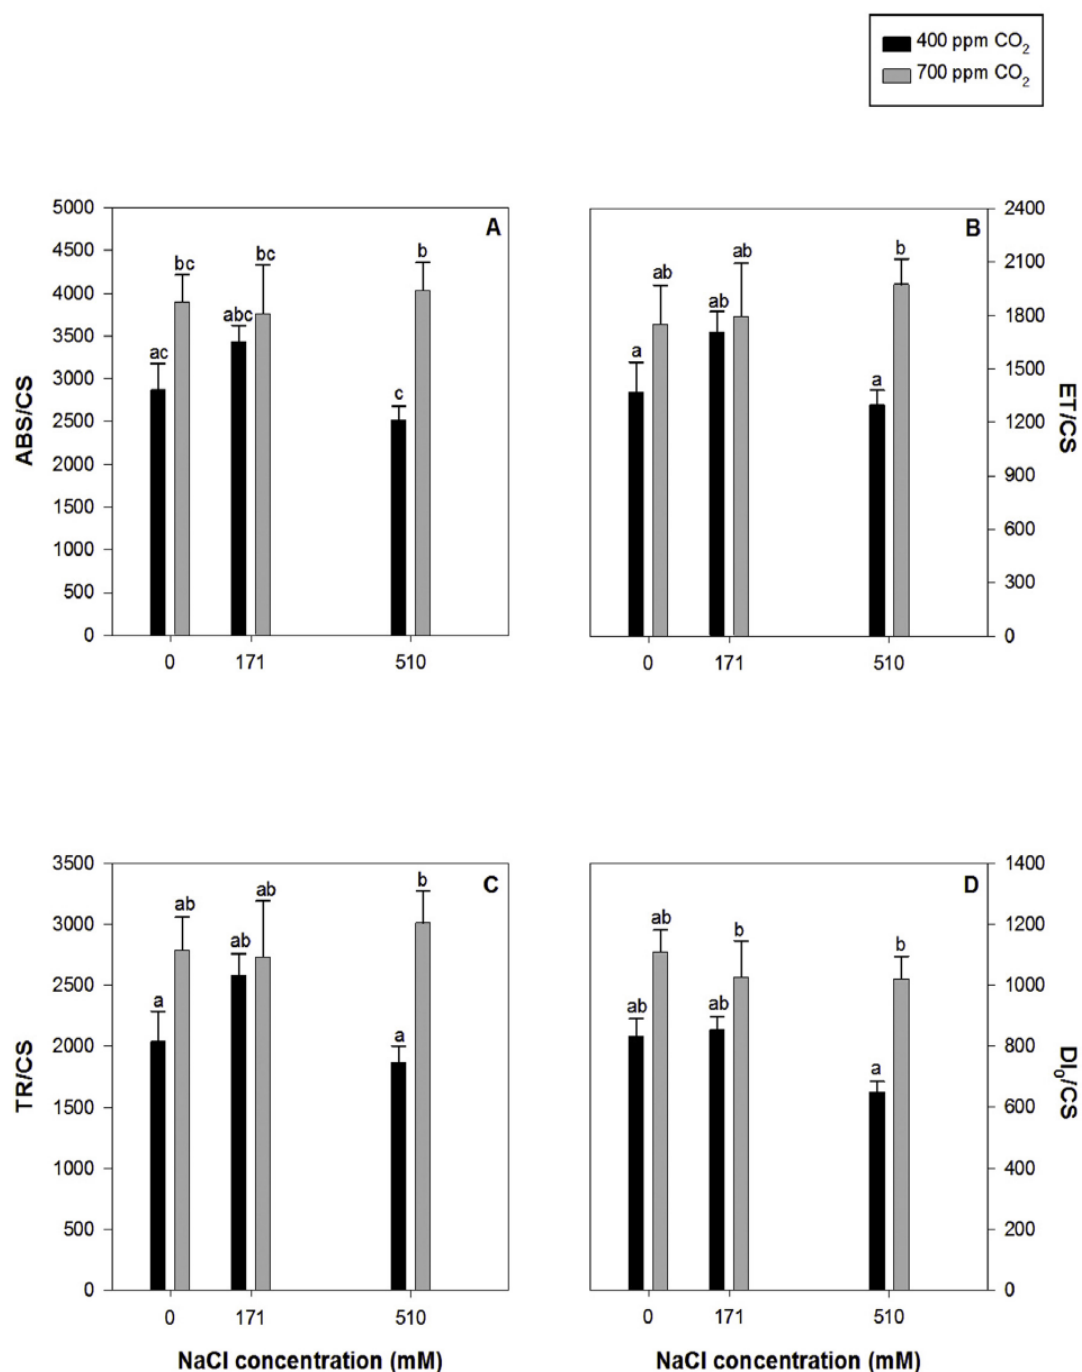 400 ppm CO₂
700 ppm CO₂
A
ABS/CS
5000
4500
4000
3500
3000
2500
2000
1500
1000
500
0
ac
bc
abc
bc
c
b
0 171 510
B
ET/CS
2400
2100
1800
1500
1200
900
600
300
0
a
ab
ab
ab
a
b
0 171 510
C
TR/CS
3500
3000
2500
2000
1500
1000
500
0
a
ab
ab
ab
a
b
0 171 510
NaCl concentration (mM)
D
DI₀/CS
1400
1200
1000
800
600
400
200
0
ab
ab
ab
b
a
b
0 171 510
NaCl concentration (mM)